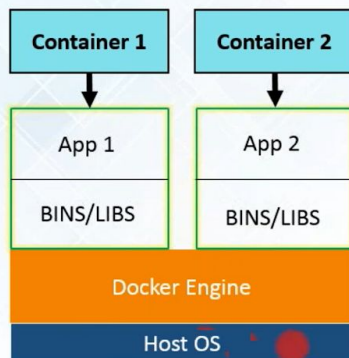 Container 1
Container 2
App 1
App 2
BINS/LIBS
BINS/LIBS
Docker Engine
Host OS